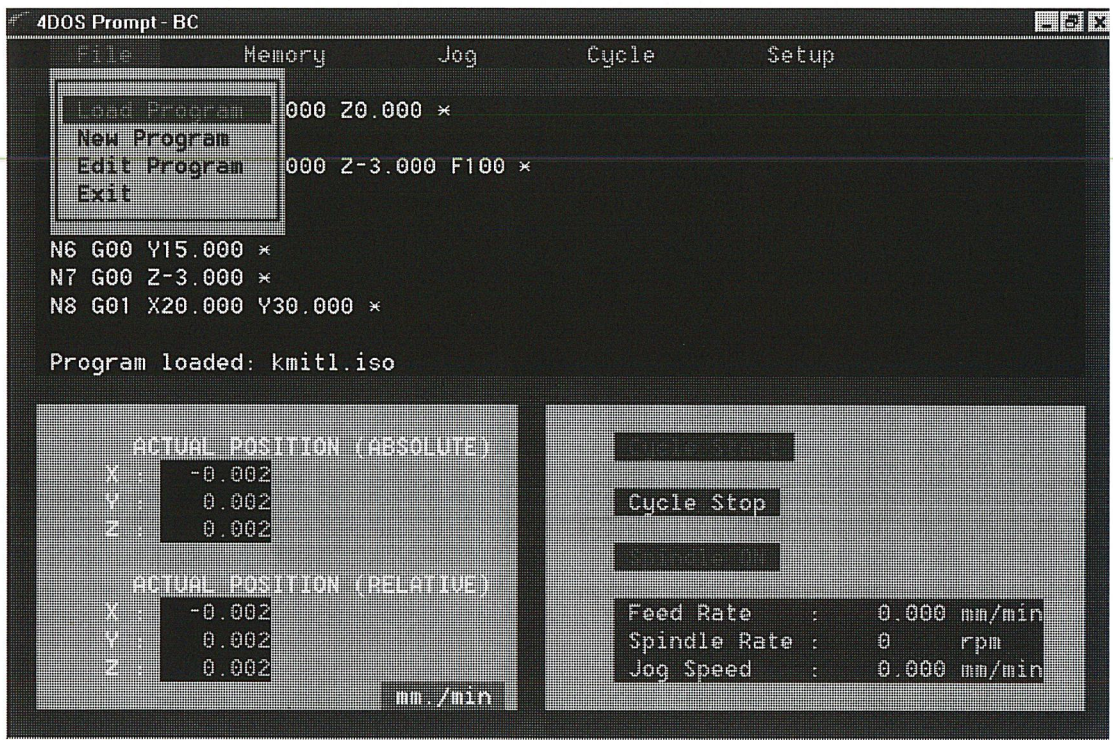 4DOS Prompt - BC
File Memory Jog Cycle Setup
Load Program
New Program
Edit Program
Exit
000 Z0.000 *
000 Z-3.000 F100 *
N6 G00 Y15.000 *
N7 G00 Z-3.000 *
N8 G01 X20.000 Y30.000 *
Program loaded: kmitl.iso
ACTUAL POSITION (ABSOLUTE)
X : -0.002
Y : 0.002
Z : 0.002
ACTUAL POSITION (RELATIVE)
X : -0.002
Y : 0.002
Z : 0.002
mm./min
Cycle Start
Cycle Stop
Spindle ON
Feed Rate : 0.000 mm/min
Spindle Rate : 0 rpm
Jog Speed : 0.000 mm/min